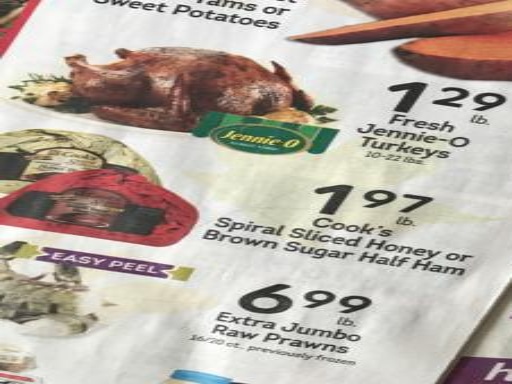 Yams or
Sweet Potatoes
1 29
lb.
Fresh
Jennie-O
Turkeys
10-22 lbs.
Jennie-O
1 97
lb.
Cook's
Spiral Sliced Honey or
Brown Sugar Half Ham
EASY PEEL
6 99
lb.
Extra Jumbo
Raw Prawns
16/20 ct., previously frozen
h